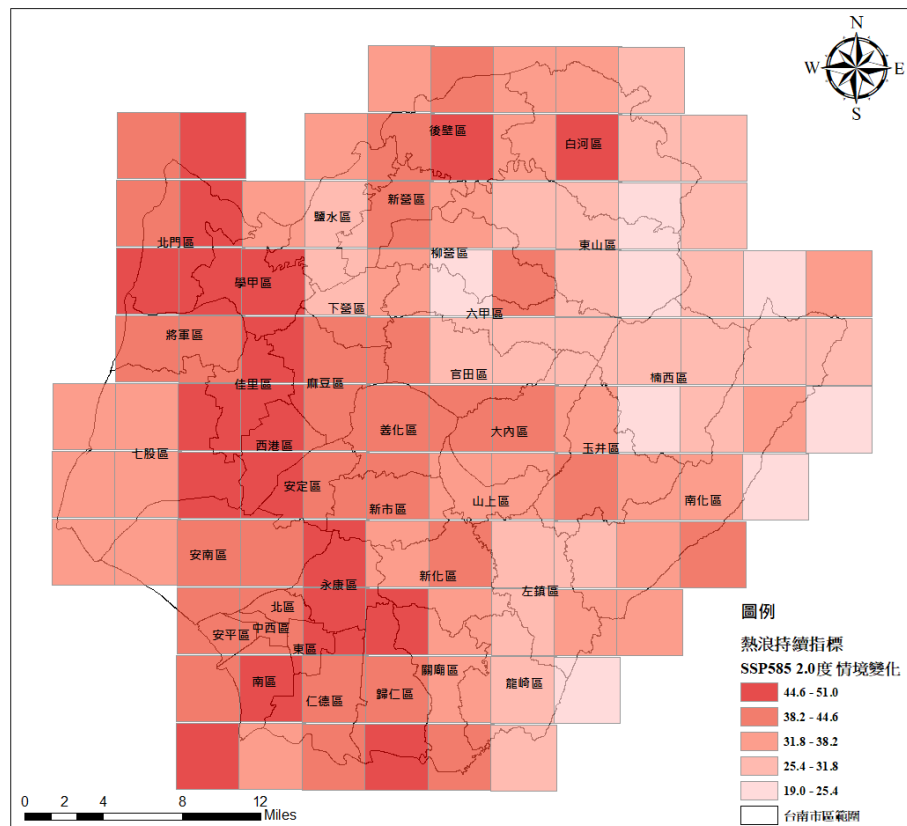 N
W E
S
後壁區
白河區
新營區
鹽水區
北門區
東山區
柳營區
學甲區
下營區
六甲區
將軍區
官田區
楠西區
佳里區
麻豆區
善化區
大內區
西港區
玉井區
七股區
安定區
南化區
山上區
新市區
安南區
新化區
永康區
左鎮區
北區
中西區
安平區
東區
關廟區
南區
龍崎區
歸仁區
仁德區
圖例
熱浪持續指標
SSP585 2.0度 情境變化
44.6 - 51.0
38.2 - 44.6
31.8 - 38.2
25.4 - 31.8
19.0 - 25.4
台南市區範圍
0 2 4 8 12
Miles